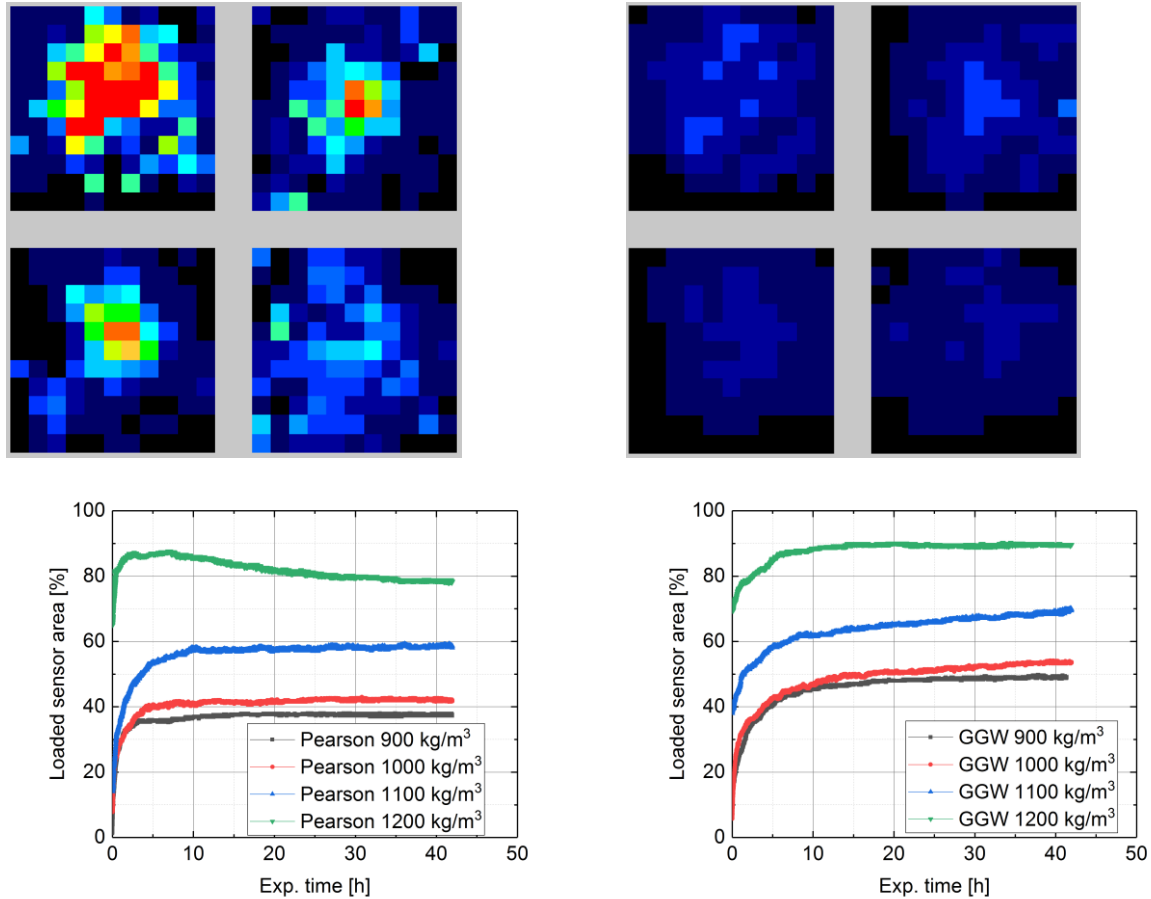 100
80
60
40
20
0
Loaded sensor area [%]
Pearson 900 kg/m³
Pearson 1000 kg/m³
Pearson 1100 kg/m³
Pearson 1200 kg/m³
0 10 20 30 40 50
Exp. time [h]
100
80
60
40
20
0
Loaded sensor area [%]
GGW 900 kg/m³
GGW 1000 kg/m³
GGW 1100 kg/m³
GGW 1200 kg/m³
0 10 20 30 40 50
Exp. time [h]